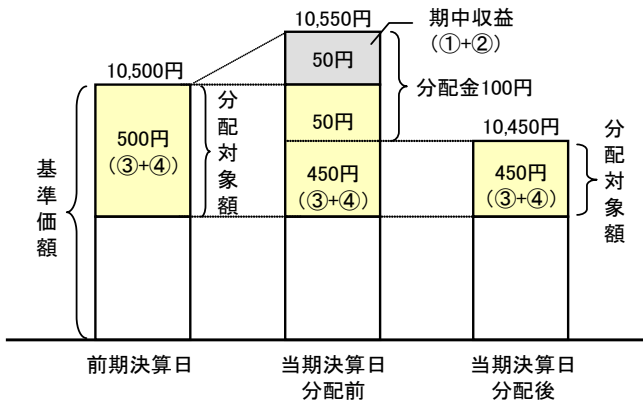 10,550円
期中収益
(①+②)
50円
10,500円
分配金100円
500円
(③+④)
分配対象額
50円
10,450円
基準価額
450円
(③+④)
450円
(③+④)
分配対象額
前期決算日
当期決算日
分配前
当期決算日
分配後